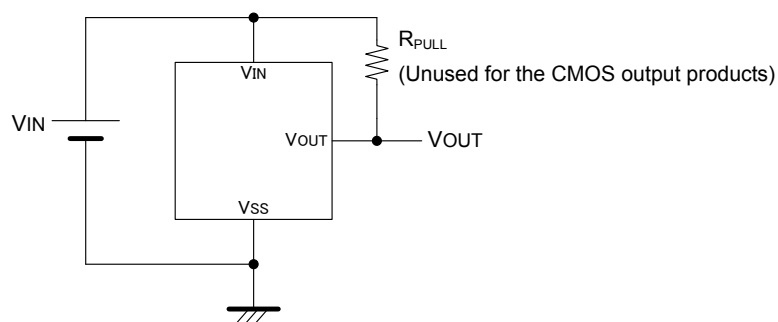 RPULL
(Unused for the CMOS output products)
VIN
VIN
VOUT
VOUT
VSS